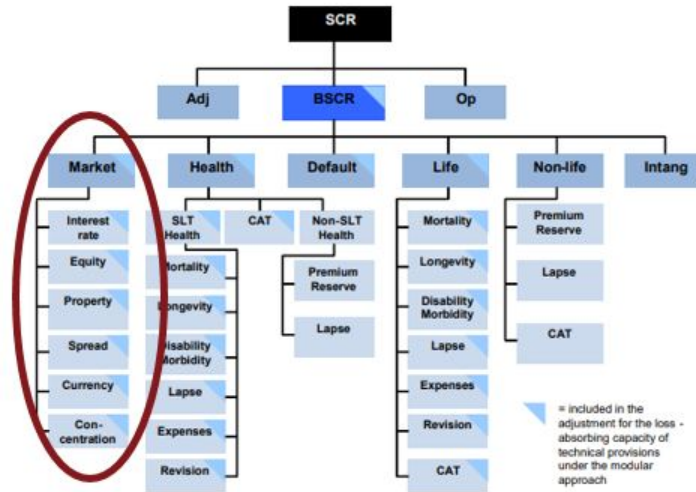 SCR
Adj
BSCR
Op
Market
Health
Default
Life
Non-life
Intang
Interest
rate
Equity
Property
Spread
Currency
Con-
centration
SLT
Health
CAT
Non-SLT
Health
Mortality
Longevity
Disability
Morbidity
Lapse
Expenses
Revision
Premium
Reserve
Lapse
Mortality
Longevity
Disability
Morbidity
Lapse
Expenses
Revision
CAT
Premium
Reserve
Lapse
CAT
= included in the
adjustment for the loss -
absorbing capacity of
technical provisions
under the modular
approach